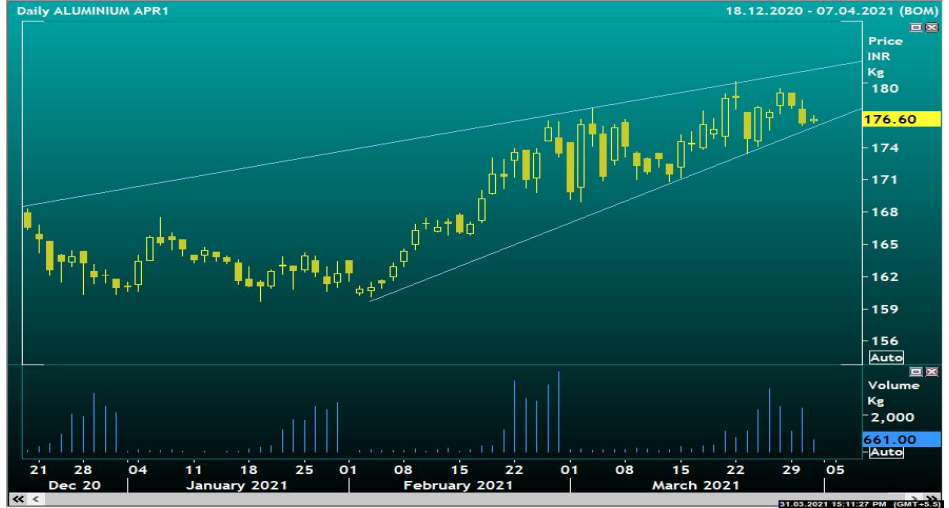 Daily ALUMINIUM APR1 18.12.2020 - 07.04.2021 (BOM)
Price
INR
Kg
180
176.60
174
171
168
165
162
159
156
Auto
Volume
Kg
2,000
661.00
Auto
21 28 04 11 18 25 01 08 15 22 01 08 15 22 29 05
Dec 20 January 2021 February 2021 March 2021
31.03.2021 15:11:27 PM (GMT+5.5)